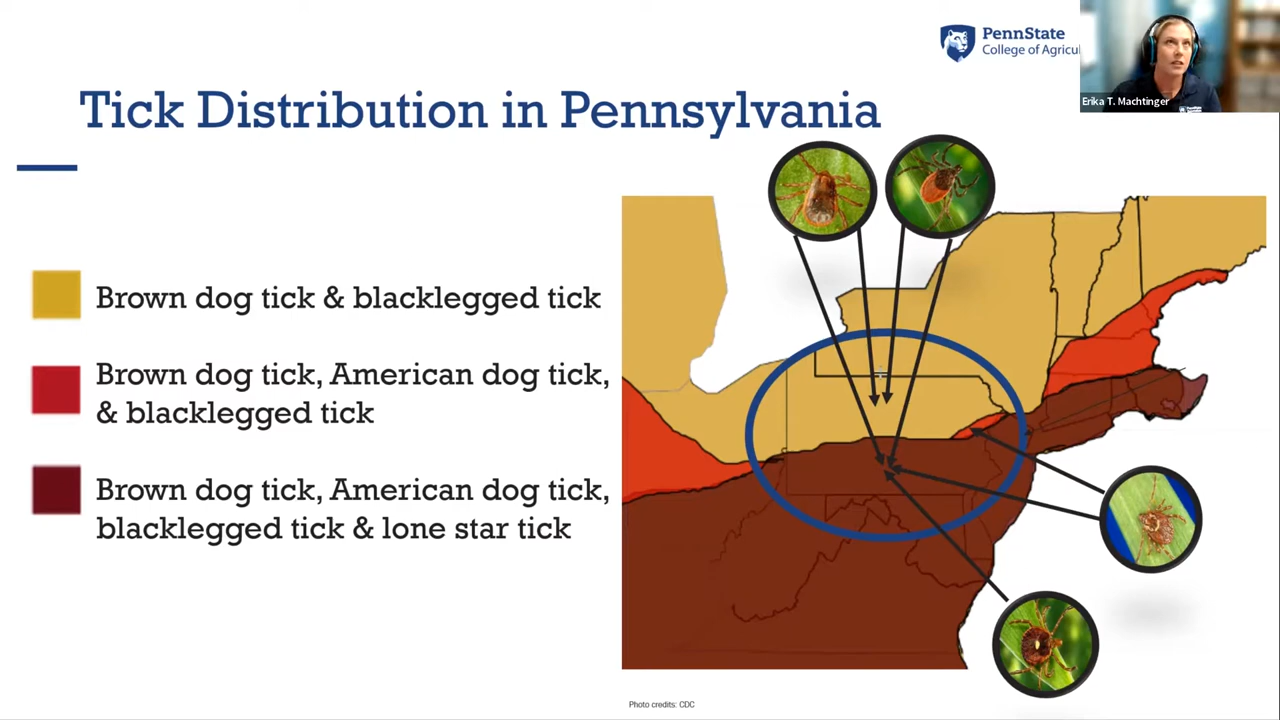 PennState
College of Agricul
Erika T. Machtinger
Tick Distribution in Pennsylvania
Brown dog tick & blacklegged tick
Brown dog tick, American dog tick,
& blacklegged tick
Brown dog tick, American dog tick,
blacklegged tick & lone star tick
Photo credits: CDC